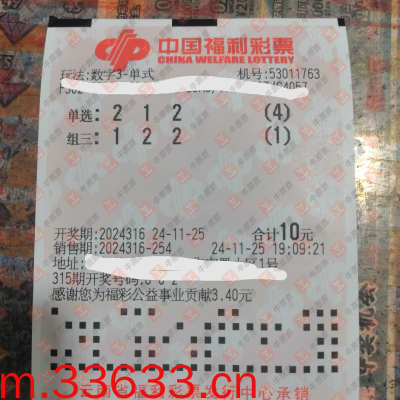 中国福利彩票
CHINA WELFARE LOTTERY
玩法:数字3-单式 机号:53011763
单选: 2 1 2 (4)
组三: 1 2 2 (1)
开奖期:2024316 24-11-25 合计10元
销售期:2024316-254 24-11-25 19:09:21
地址: 1号
315期开奖号码:
感谢您为福彩公益事业贡献3.40元
m.33633.cn